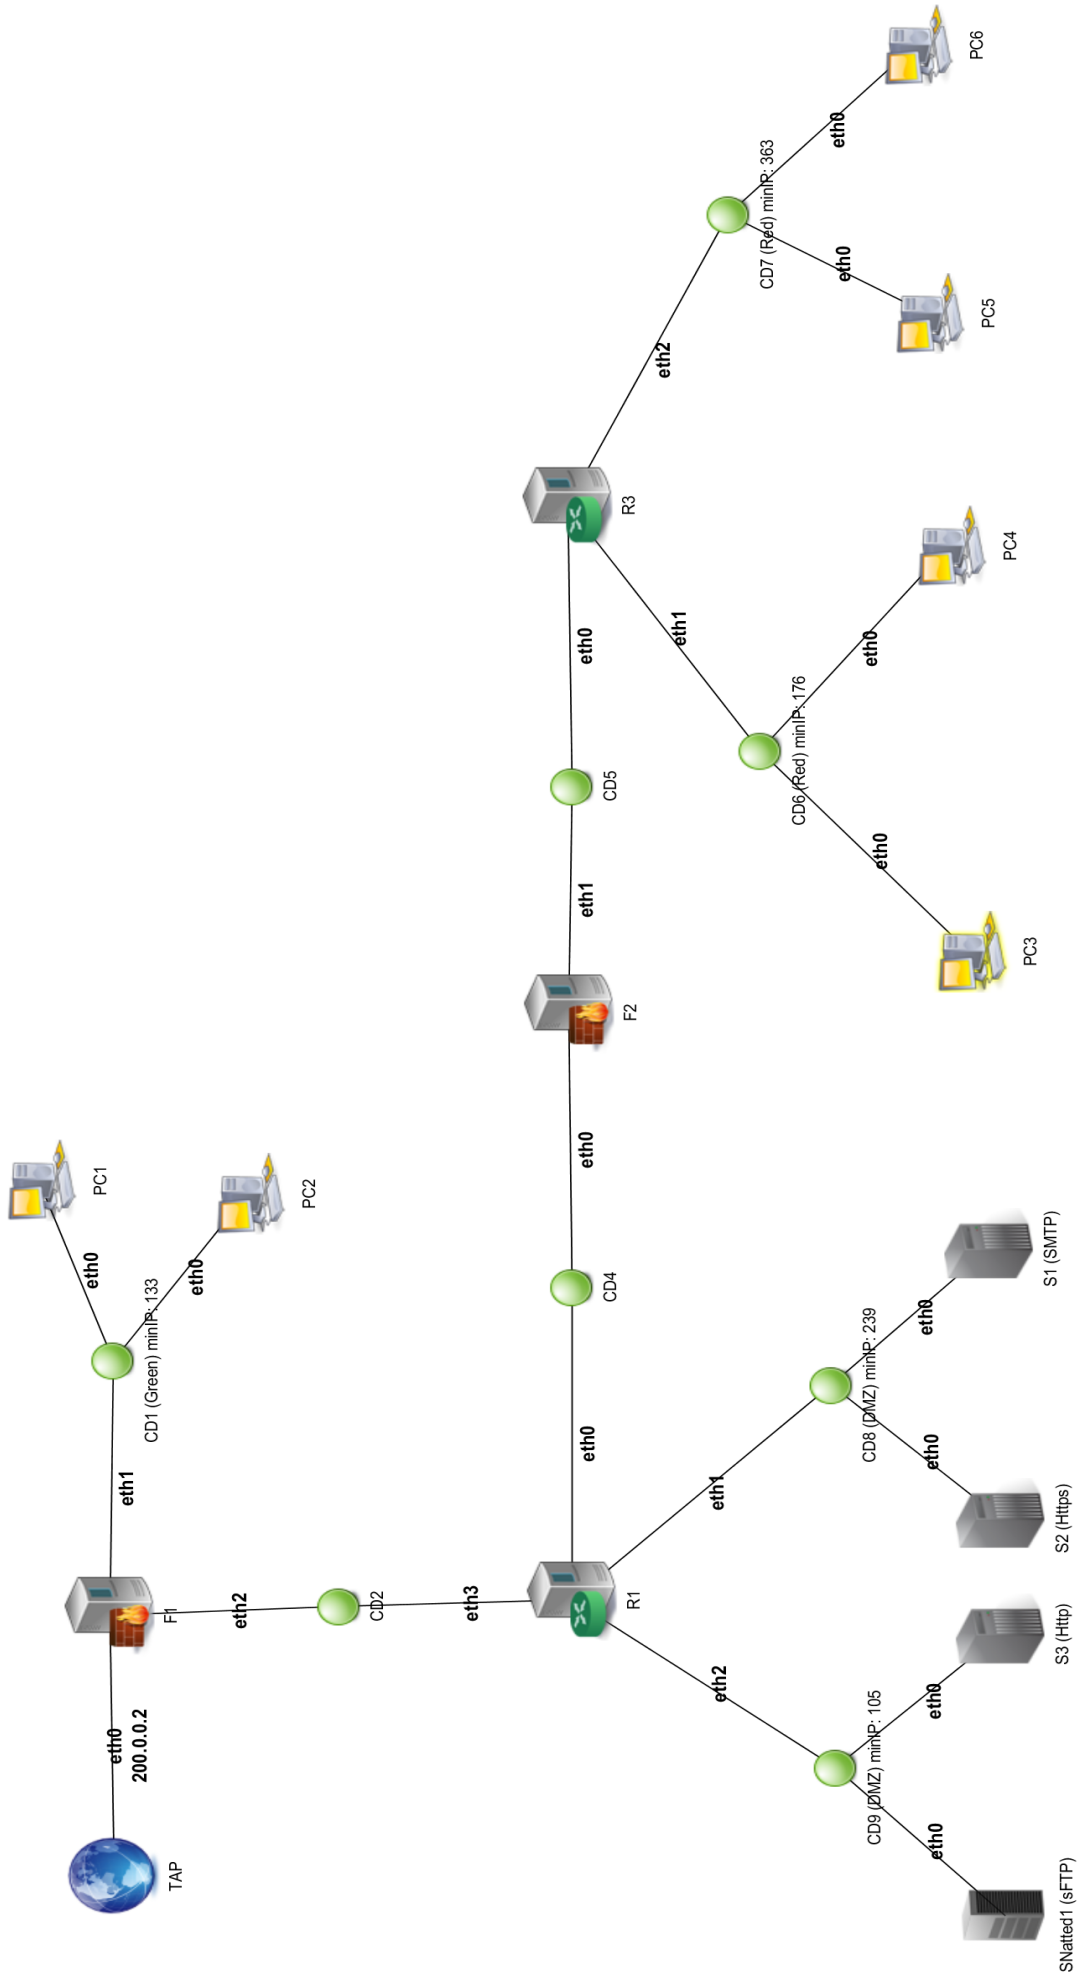 TAP
eth0
200.0.0.2
F1
eth1
CD1 (Green) minIP: 133
eth0
PC1
eth0
PC2
eth2
CD2
eth3
R1
eth0
CD4
eth0
F2
eth1
CD5
eth0
R3
eth2
CD7 (Red) minIP: 363
eth0
PC6
eth0
PC5
eth1
CD6 (Red) minIP: 176
eth0
PC4
eth0
PC3
eth1
CD8 (DMZ) minIP: 239
eth0
S1 (SMTP)
eth0
S2 (Https)
eth2
CD9 (DMZ) minIP: 105
eth0
S3 (Http)
eth0
SNatted1 (sFTP)